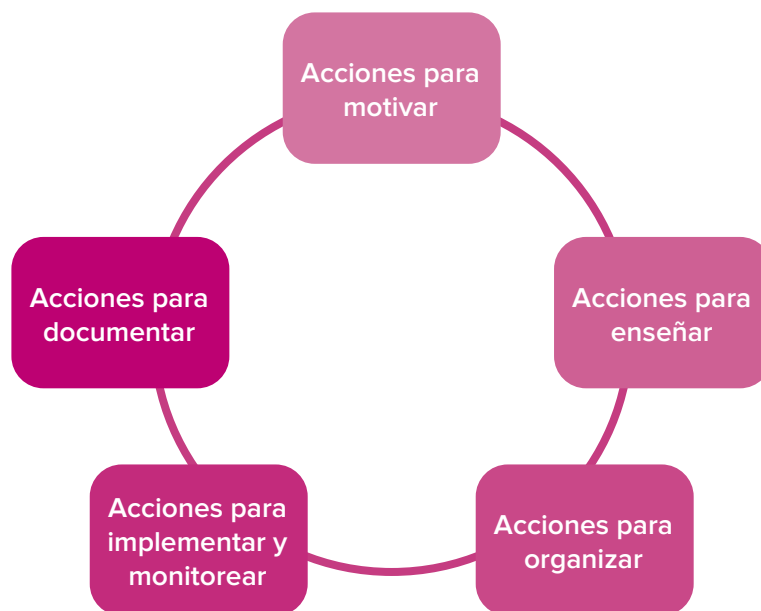 Acciones para
motivar
Acciones para
enseñar
Acciones para
organizar
Acciones para
implementar y
monitorear
Acciones para
documentar